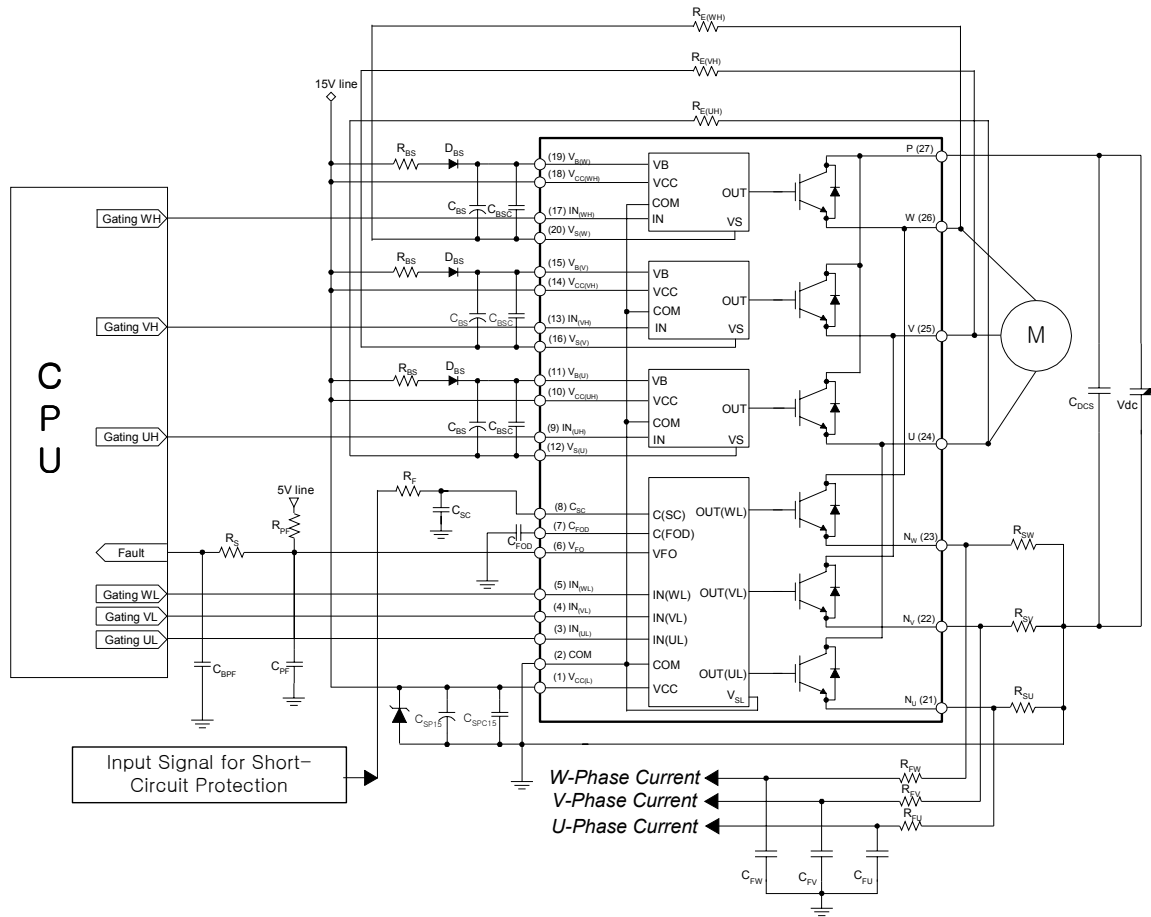 R_E(WH)
R_E(VH)
15V line
R_E(UH)
R_BS D_BS
(19) V_B(W) VB
P (27)
(18) V_CC(WH) VCC
OUT
COM
Gating WH
C_BS C_BSC
(17) IN_(WH) IN
VS
W (26)
(20) V_S(W)
R_BS D_BS
(15) V_B(V) VB
(14) V_CC(VH) VCC
OUT
COM
Gating VH
C_BS C_BSC
(13) IN_(VH) IN
VS
V (25)
(16) V_S(V)
M
CPU
R_BS D_BS
(11) V_B(U) VB
(10) V_CC(UH) VCC
OUT
COM
C_DCS Vdc
Gating UH
C_BS C_BSC
(9) IN_(UH) IN
VS
U (24)
(12) V_S(U)
R_F
5V line
C_SC
(8) C_SC C(SC)
OUT(WL)
R_PF
C_FOD
(7) C_FOD C(FOD)
Fault
R_S
(6) V_FO VFO
N_W (23)
R_SW
Gating WL
(5) IN_(WL) IN(WL)
OUT(VL)
Gating VL
(4) IN_(VL) IN(VL)
N_V (22)
R_SV
Gating UL
(3) IN_(UL) IN(UL)
(2) COM COM
OUT(UL)
C_BPF C_PF
(1) V_CC(L) VCC
V_SL
N_U (21)
R_SU
C_SP15 C_SPC15
Input Signal for Short-
Circuit Protection
W-Phase Current
R_FW
V-Phase Current
R_FV
U-Phase Current
R_FU
C_FW C_FV C_FU